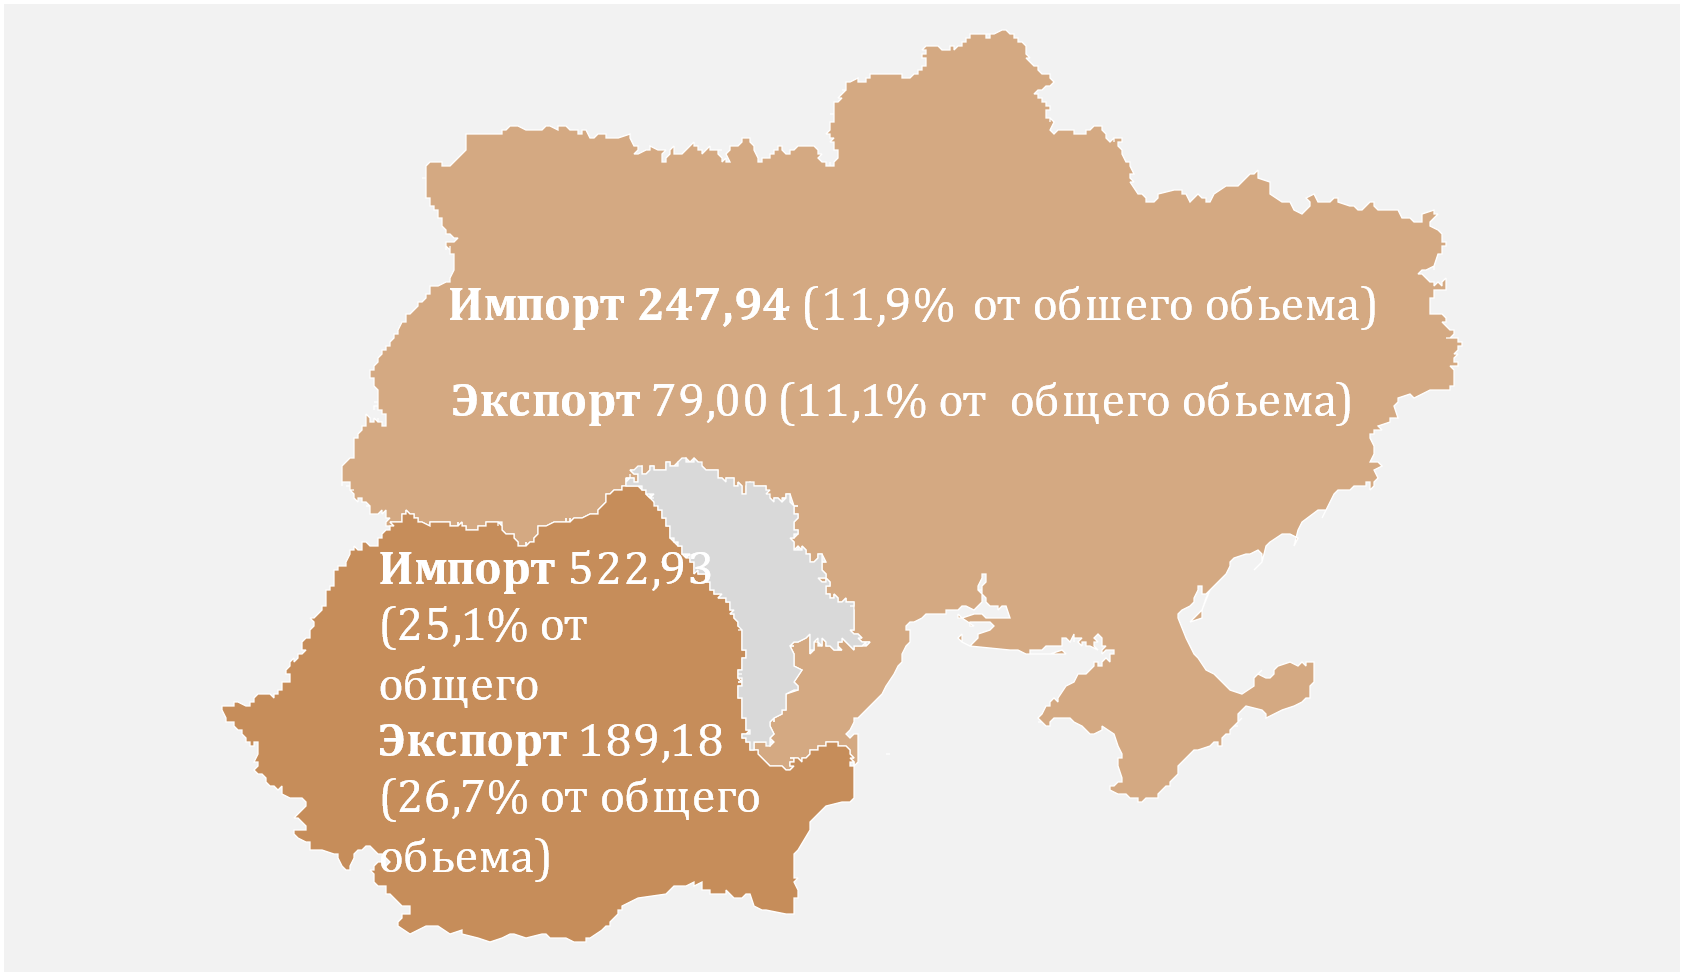 Импорт 247,94 (11,9% от обшего обьема)
Экспорт 79,00 (11,1% от общего обьема)
Импорт 522,93
(25,1% от
общего
Экспорт 189,18
(26,7% от общего
обьема)